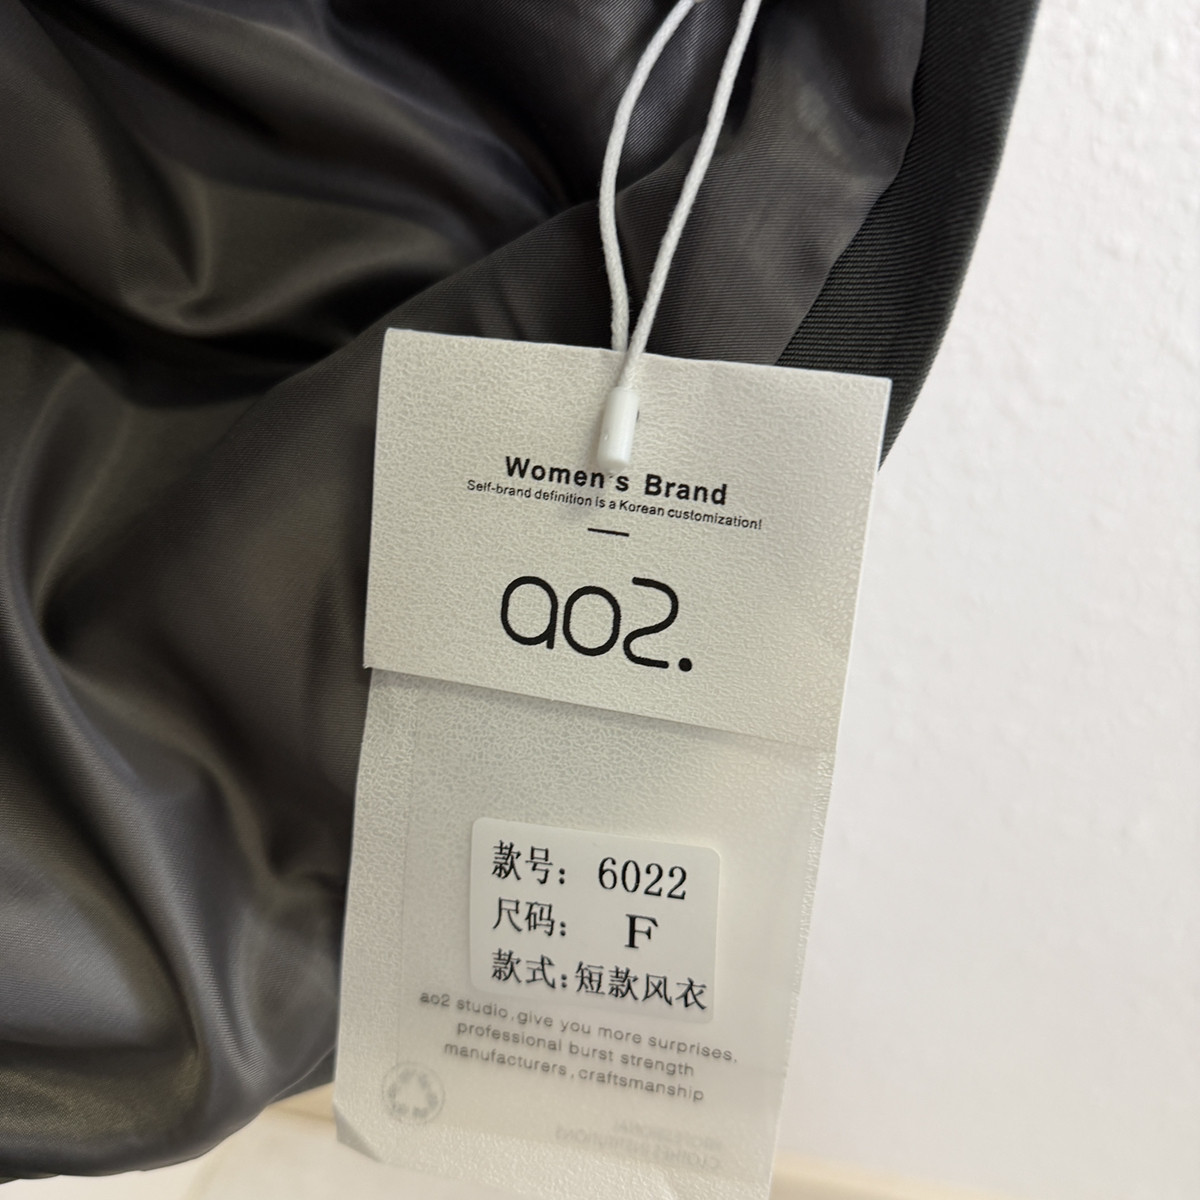 Women's Brand
Self-brand definition is a Korean customization!
ao2.
款号: 6022
尺码: F
款式:短款风衣
ao2 studio,give you more surprises.
professional burst strength
manufacturers,craftsmanship